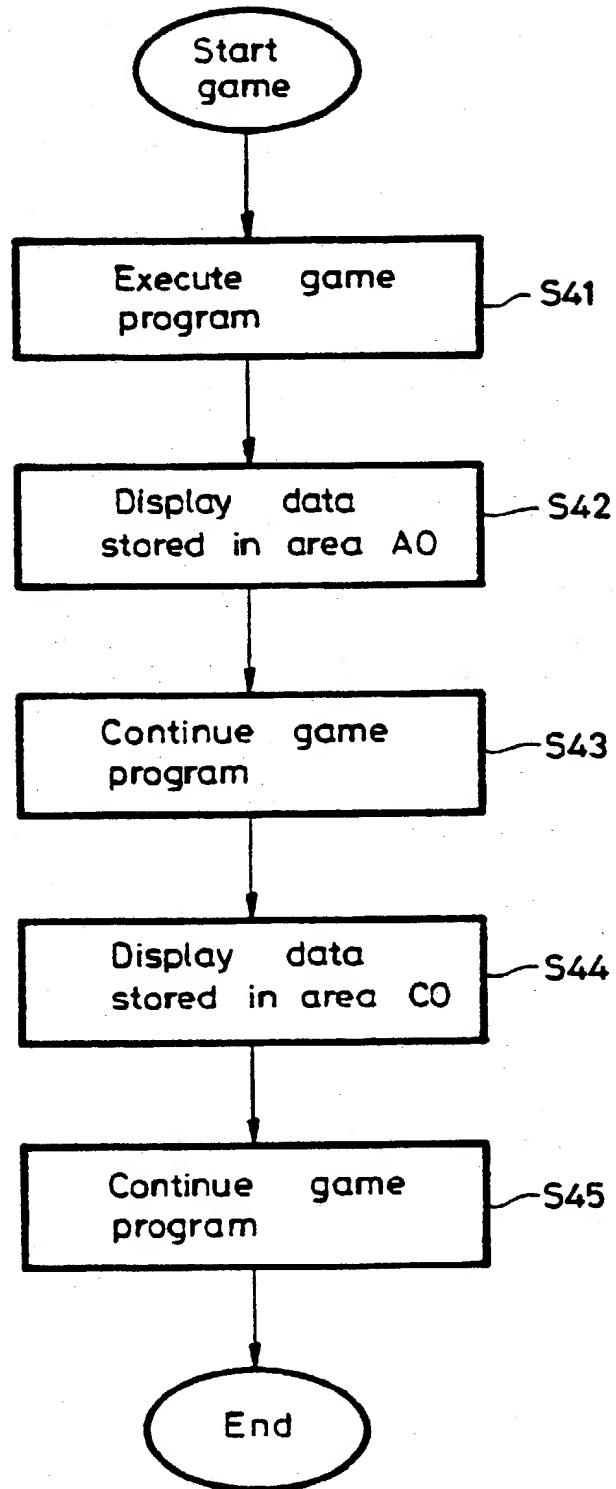 Start
game
Execute game
program
S41
Display data
stored in area A0
S42
Continue game
program
S43
Display data
stored in area C0
S44
Continue game
program
S45
End